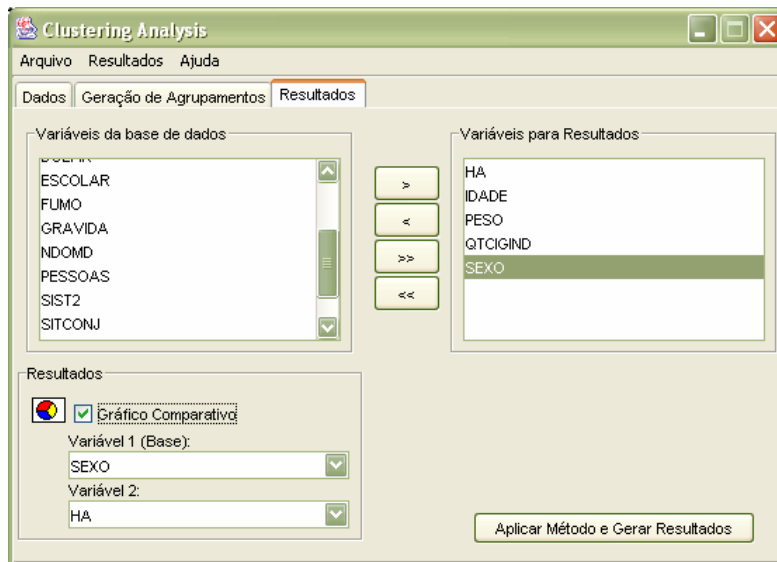 Clustering Analysis
Arquivo Resultados Ajuda
Dados Geração de Agrupamentos Resultados
Variáveis da base de dados
ESCOLAR
FUMO
GRAVIDA
NDOMD
PESSOAS
SIST2
SITCONJ
>
<
>>
<<
Variáveis para Resultados
HA
IDADE
PESO
QTCIGIND
SEXO
Resultados
Gráfico Comparativo
Variável 1 (Base):
SEXO
Variável 2:
HA
Aplicar Método e Gerar Resultados